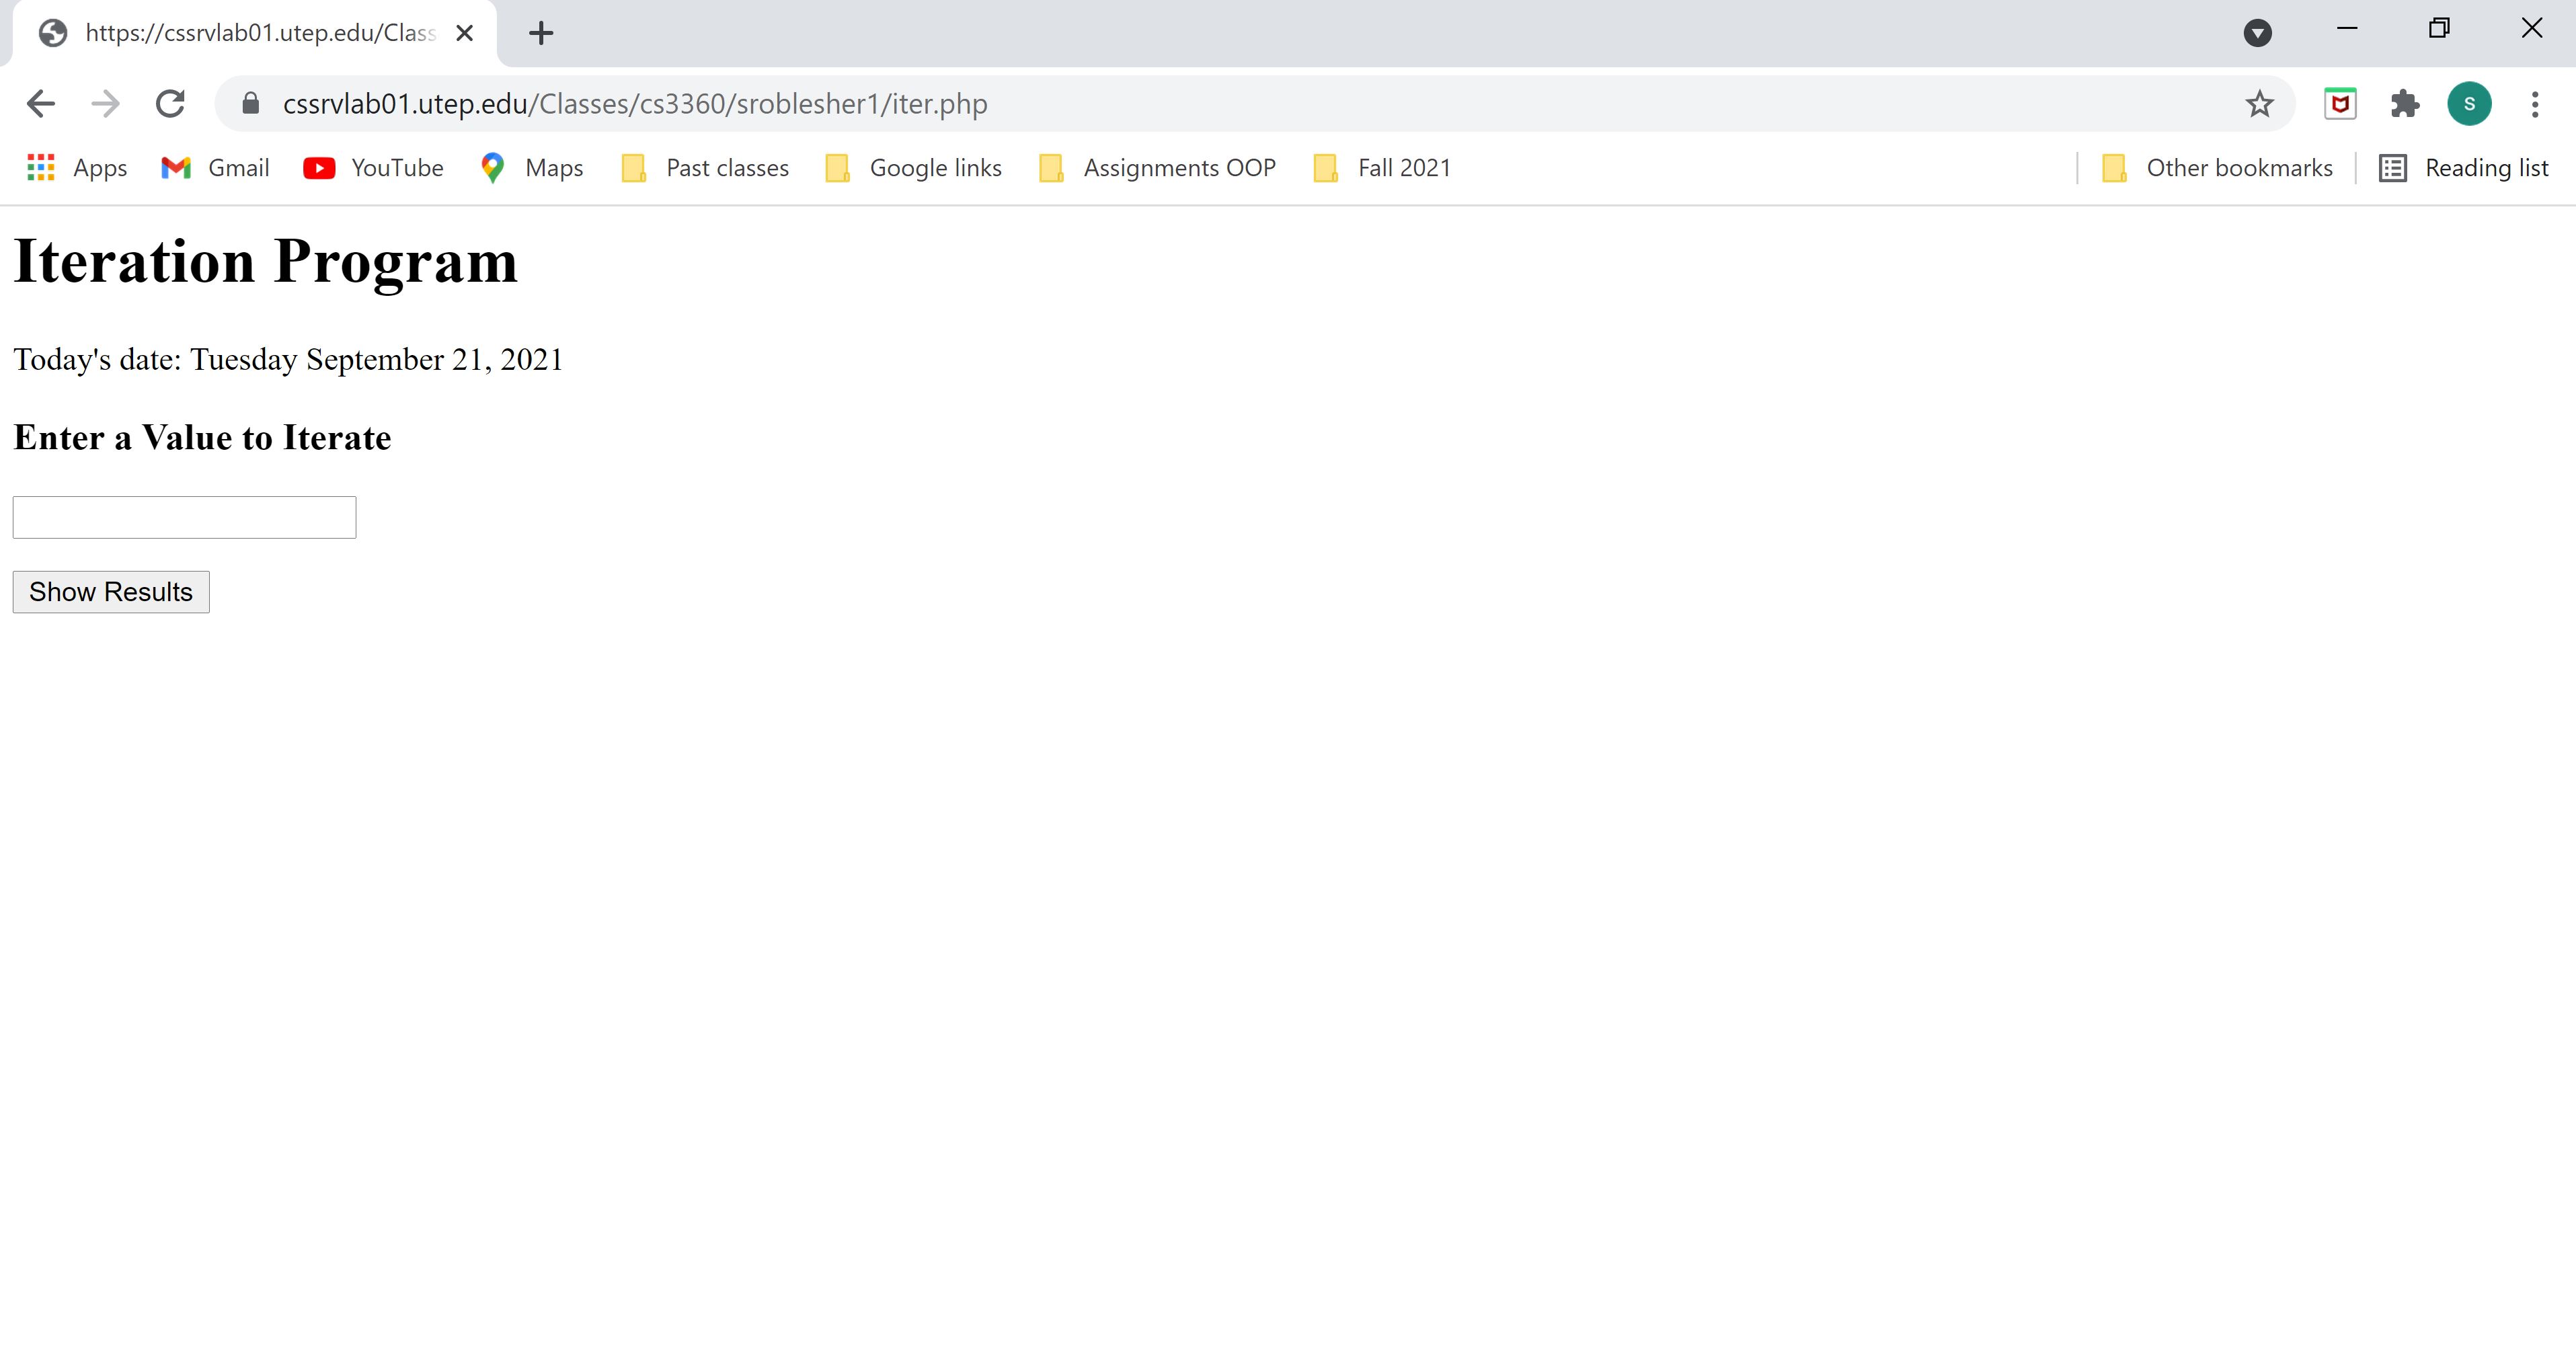 https://cssrvlab01.utep.edu/Class
cssrvlab01.utep.edu/Classes/cs3360/sroblesher1/iter.php
S
Apps Gmail YouTube Maps Past classes Google links Assignments OOP Fall 2021 Other bookmarks Reading list
Iteration Program
Today's date: Tuesday September 21, 2021
Enter a Value to Iterate
Show Results